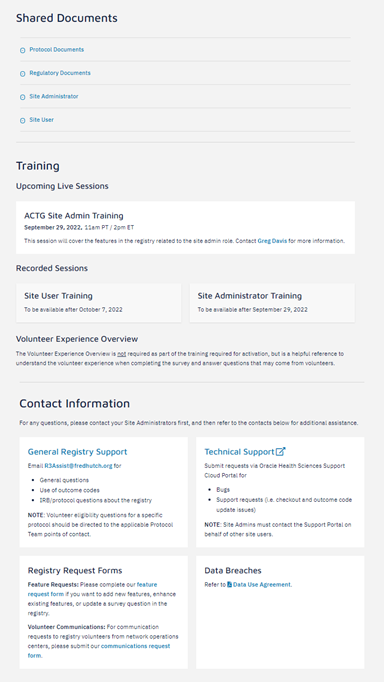 Shared Documents
Protocol Documents
Regulatory Documents
Site Administrator
Site User
Training
Upcoming Live Sessions
ACTG Site Admin Training
September 29, 2022, 11am PT / 2pm ET
This session will cover the features in the registry related to the site admin role. Contact Greg Davis for more information.
Recorded Sessions
Site User Training
To be available after October 7, 2022
Site Administrator Training
To be available after September 29, 2022
Volunteer Experience Overview
The Volunteer Experience Overview is not required as part of the training required for activation, but is a helpful reference to
understand the volunteer experience when completing the survey and answer questions that may come from volunteers.
Contact Information
For any questions, please contact your Site Administrators first, and then refer to the contacts below for additional assistance.
General Registry Support
Email R3Assist@fredhutch.org for
• General questions
• Use of outcome codes
• IRB/protocol questions about the registry
NOTE: Volunteer eligibility questions for a specific
protocol should be directed to the applicable Protocol
Team points of contact.
Technical Support
Submit requests via Oracle Health Sciences Support
Cloud Portal for
• Bugs
• Support requests (i.e. checkout and outcome code
update issues)
NOTE: Site Admins must contact the Support Portal on
behalf of other site users.
Registry Request Forms
Feature Requests: Please complete our feature
request form if you want to add new features, enhance
existing features, or update a survey question in the
registry.
Volunteer Communications: For communication
requests to registry volunteers from network operations
centers, please submit our communications request
form.
Data Breaches
Refer to Data Use Agreement.